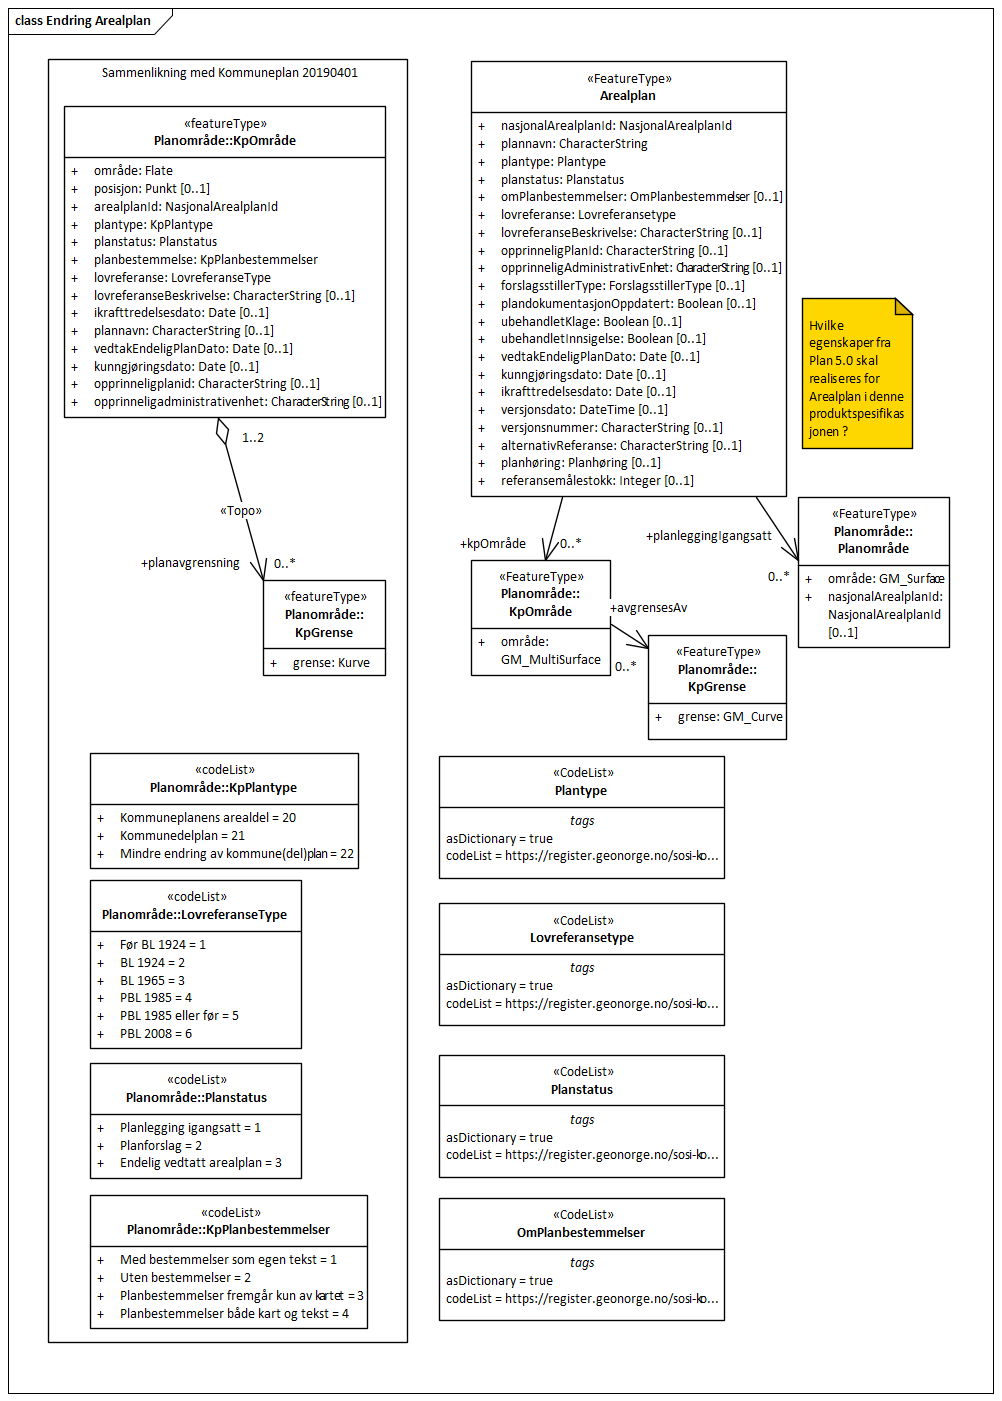 class Endring Arealplan
Sammenlikning med Kommuneplan 20190401
«featureType»
Planområde::KpOmråde
+ område: Flate
+ posisjon: Punkt [0..1]
+ arealplanId: NasjonalArealplanId
+ plantype: KpPlantype
+ planstatus: Planstatus
+ planbestemmelse: KpPlanbestemmelser
+ lovreferanse: LovreferanseType
+ lovreferanseBeskrivelse: CharacterString [0..1]
+ ikrafttredelsesdato: Date [0..1]
+ plannavn: CharacterString [0..1]
+ vedtakEndeligPlanDato: Date [0..1]
+ kunngjøringsdato: Date [0..1]
+ opprinneligplanid: CharacterString [0..1]
+ opprinneligadministrativenhet: CharacterString [0..1]
1..2
«Topo»
+planavgrensning
0..*
«featureType»
Planområde::
KpGrense
+ grense: Kurve
«codeList»
Planområde::KpPlantype
+ Kommuneplanens arealdel = 20
+ Kommunedelplan = 21
+ Mindre endring av kommune(del)plan = 22
«codeList»
Planområde::LovreferanseType
+ Før BL 1924 = 1
+ BL 1924 = 2
+ BL 1965 = 3
+ PBL 1985 = 4
+ PBL 1985 eller før = 5
+ PBL 2008 = 6
«codeList»
Planområde::Planstatus
+ Planlegging igangsatt = 1
+ Planforslag = 2
+ Endelig vedtatt arealplan = 3
«codeList»
Planområde::KpPlanbestemmelser
+ Med bestemmelser som egen tekst = 1
+ Uten bestemmelser = 2
+ Planbestemmelser fremgår kun av kartet = 3
+ Planbestemmelser både kart og tekst = 4
«FeatureType»
Arealplan
+ nasjonalArealplanId: NasjonalArealplanId
+ plannavn: CharacterString
+ plantype: Plantype
+ planstatus: Planstatus
+ omPlanbestemmelser: OmPlanbestemmelser [0..1]
+ lovreferanse: Lovreferansetype
+ lovreferanseBeskrivelse: CharacterString [0..1]
+ opprinneligPlanId: CharacterString [0..1]
+ opprinneligAdministrativEnhet: CharacterString [0..1]
+ forslagsstillerType: ForslagsstillerType [0..1]
+ plandokumentasjonOppdatert: Boolean [0..1]
+ ubehandletKlage: Boolean [0..1]
+ ubehandletInnsigelse: Boolean [0..1]
+ vedtakEndeligPlanDato: Date [0..1]
+ kunngjøringsdato: Date [0..1]
+ ikrafttredelsesdato: Date [0..1]
+ versjonsdato: DateTime [0..1]
+ versjonsnummer: CharacterString [0..1]
+ alternativReferanse: CharacterString [0..1]
+ planhøring: Planhøring [0..1]
+ referansemålestokk: Integer [0..1]
Hvilke
egenskaper fra
Plan 5.0 skal
realiseres for
Arealplan i denne
produktspesifikas
jonen ?
+kpOmråde
0..*
+planleggingIgangsatt
0..*
«FeatureType»
Planområde::
Planområde
+ område: GM_Surface
+ nasjonalArealplanId:
NasjonalArealplanId
[0..1]
«FeatureType»
Planområde::
KpOmråde
+ område:
GM_MultiSurface
+avgrensesAv
0..*
«FeatureType»
Planområde::
KpGrense
+ grense: GM_Curve
«CodeList»
Plantype
tags
asDictionary = true
codeList = https://register.geonorge.no/sosi-ko...
«CodeList»
Lovreferansetype
tags
asDictionary = true
codeList = https://register.geonorge.no/sosi-ko...
«CodeList»
Planstatus
tags
asDictionary = true
codeList = https://register.geonorge.no/sosi-ko...
«CodeList»
OmPlanbestemmelser
tags
asDictionary = true
codeList = https://register.geonorge.no/sosi-ko...